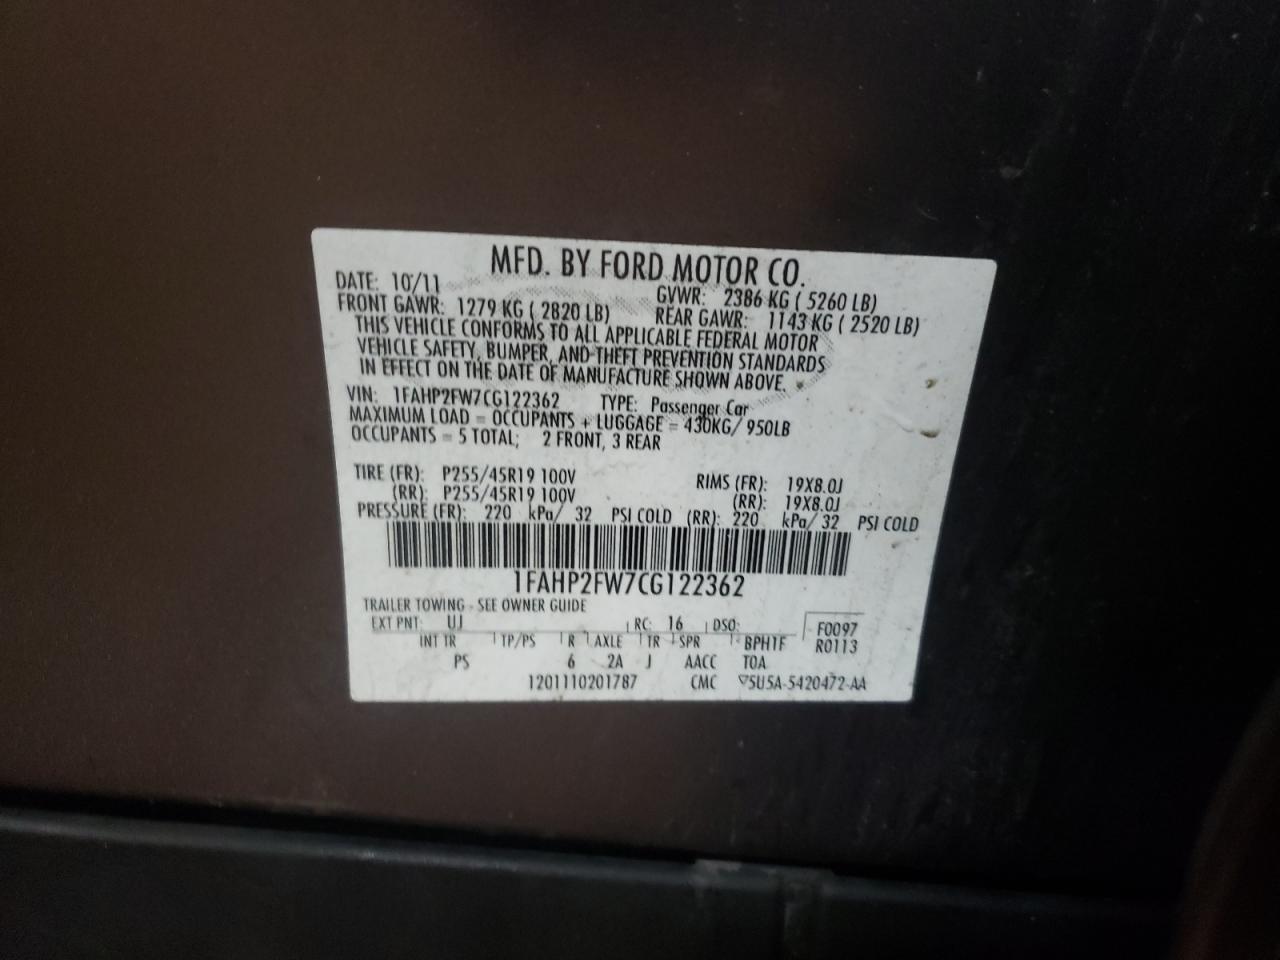 MFD. BY FORD MOTOR CO.
DATE: 10/11
GVWR: 2386 KG ( 5260 LB)
FRONT GAWR: 1279 KG ( 2820 LB)
REAR GAWR: 1143 KG ( 2520 LB)
THIS VEHICLE CONFORMS TO ALL APPLICABLE FEDERAL MOTOR
VEHICLE SAFETY, BUMPER, AND THEFT PREVENTION STANDARDS
IN EFFECT ON THE DATE OF MANUFACTURE SHOWN ABOVE.
VIN: 1FAHP2FW7CG122362 TYPE: Passenger Car
MAXIMUM LOAD = OCCUPANTS + LUGGAGE = 430KG/ 950LB
OCCUPANTS = 5 TOTAL; 2 FRONT, 3 REAR
TIRE (FR): P255/45R19 100V RIMS (FR): 19X8.0J
(RR): P255/45R19 100V (RR): 19X8.0J
PRESSURE (FR): 220 kPa/ 32 PSI COLD (RR): 220 kPa/ 32 PSI COLD
1FAHP2FW7CG122362
TRAILER TOWING - SEE OWNER GUIDE
EXT PNT: UJ RC: 16 DSO: F0097
INT TR TP/PS R AXLE TR SPR BPHTF R0113
PS 6 2A J AACC TOA
1201110201787 CMC ▽5U5A-5420472-AA